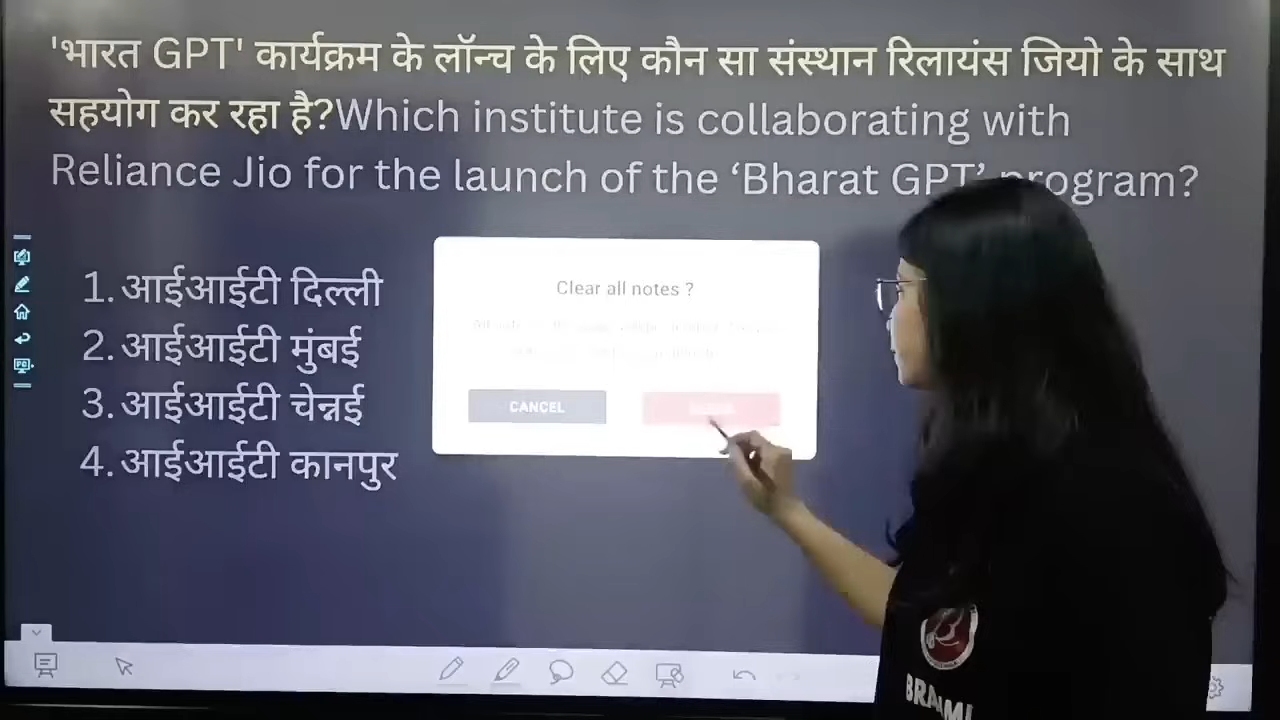 'भारत GPT' कार्यक्रम के लॉन्च के लिए कौन सा संस्थान रिलायंस जियो के साथ
सहयोग कर रहा है?Which institute is collaborating with
Reliance Jio for the launch of the ‘Bharat GPT’ program?
1. आईआईटी दिल्ली
2. आईआईटी मुंबई
3. आईआईटी चेन्नई
4. आईआईटी कानपुर
Clear all notes ?
CANCEL